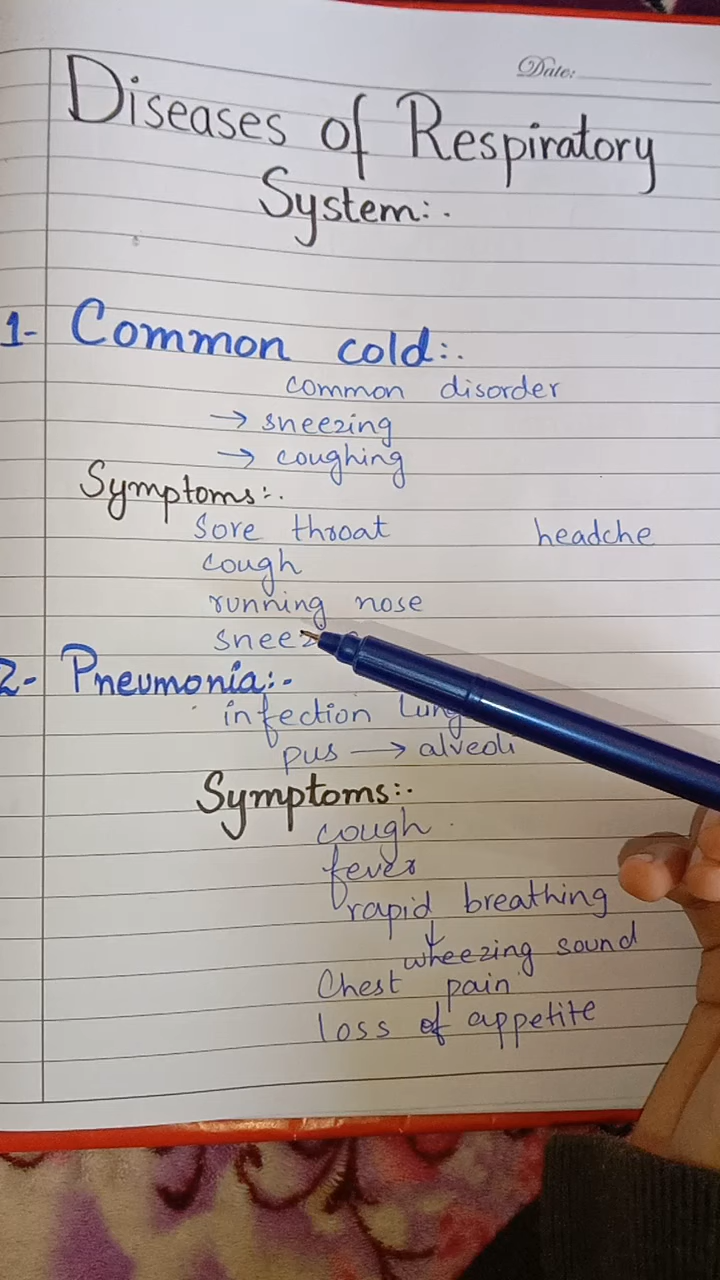 Date:
Diseases of Respiratory
System:.
1- Common cold:.
common disorder
→ sneezing
→ coughing
Symptoms:.
Sore throat headche
cough
running nose
2- Pneumonia:-
infection
pus → alveoli
Symptoms:.
cough
fever
rapid breathing
↓
wheezing sound
Chest pain
loss of appetite